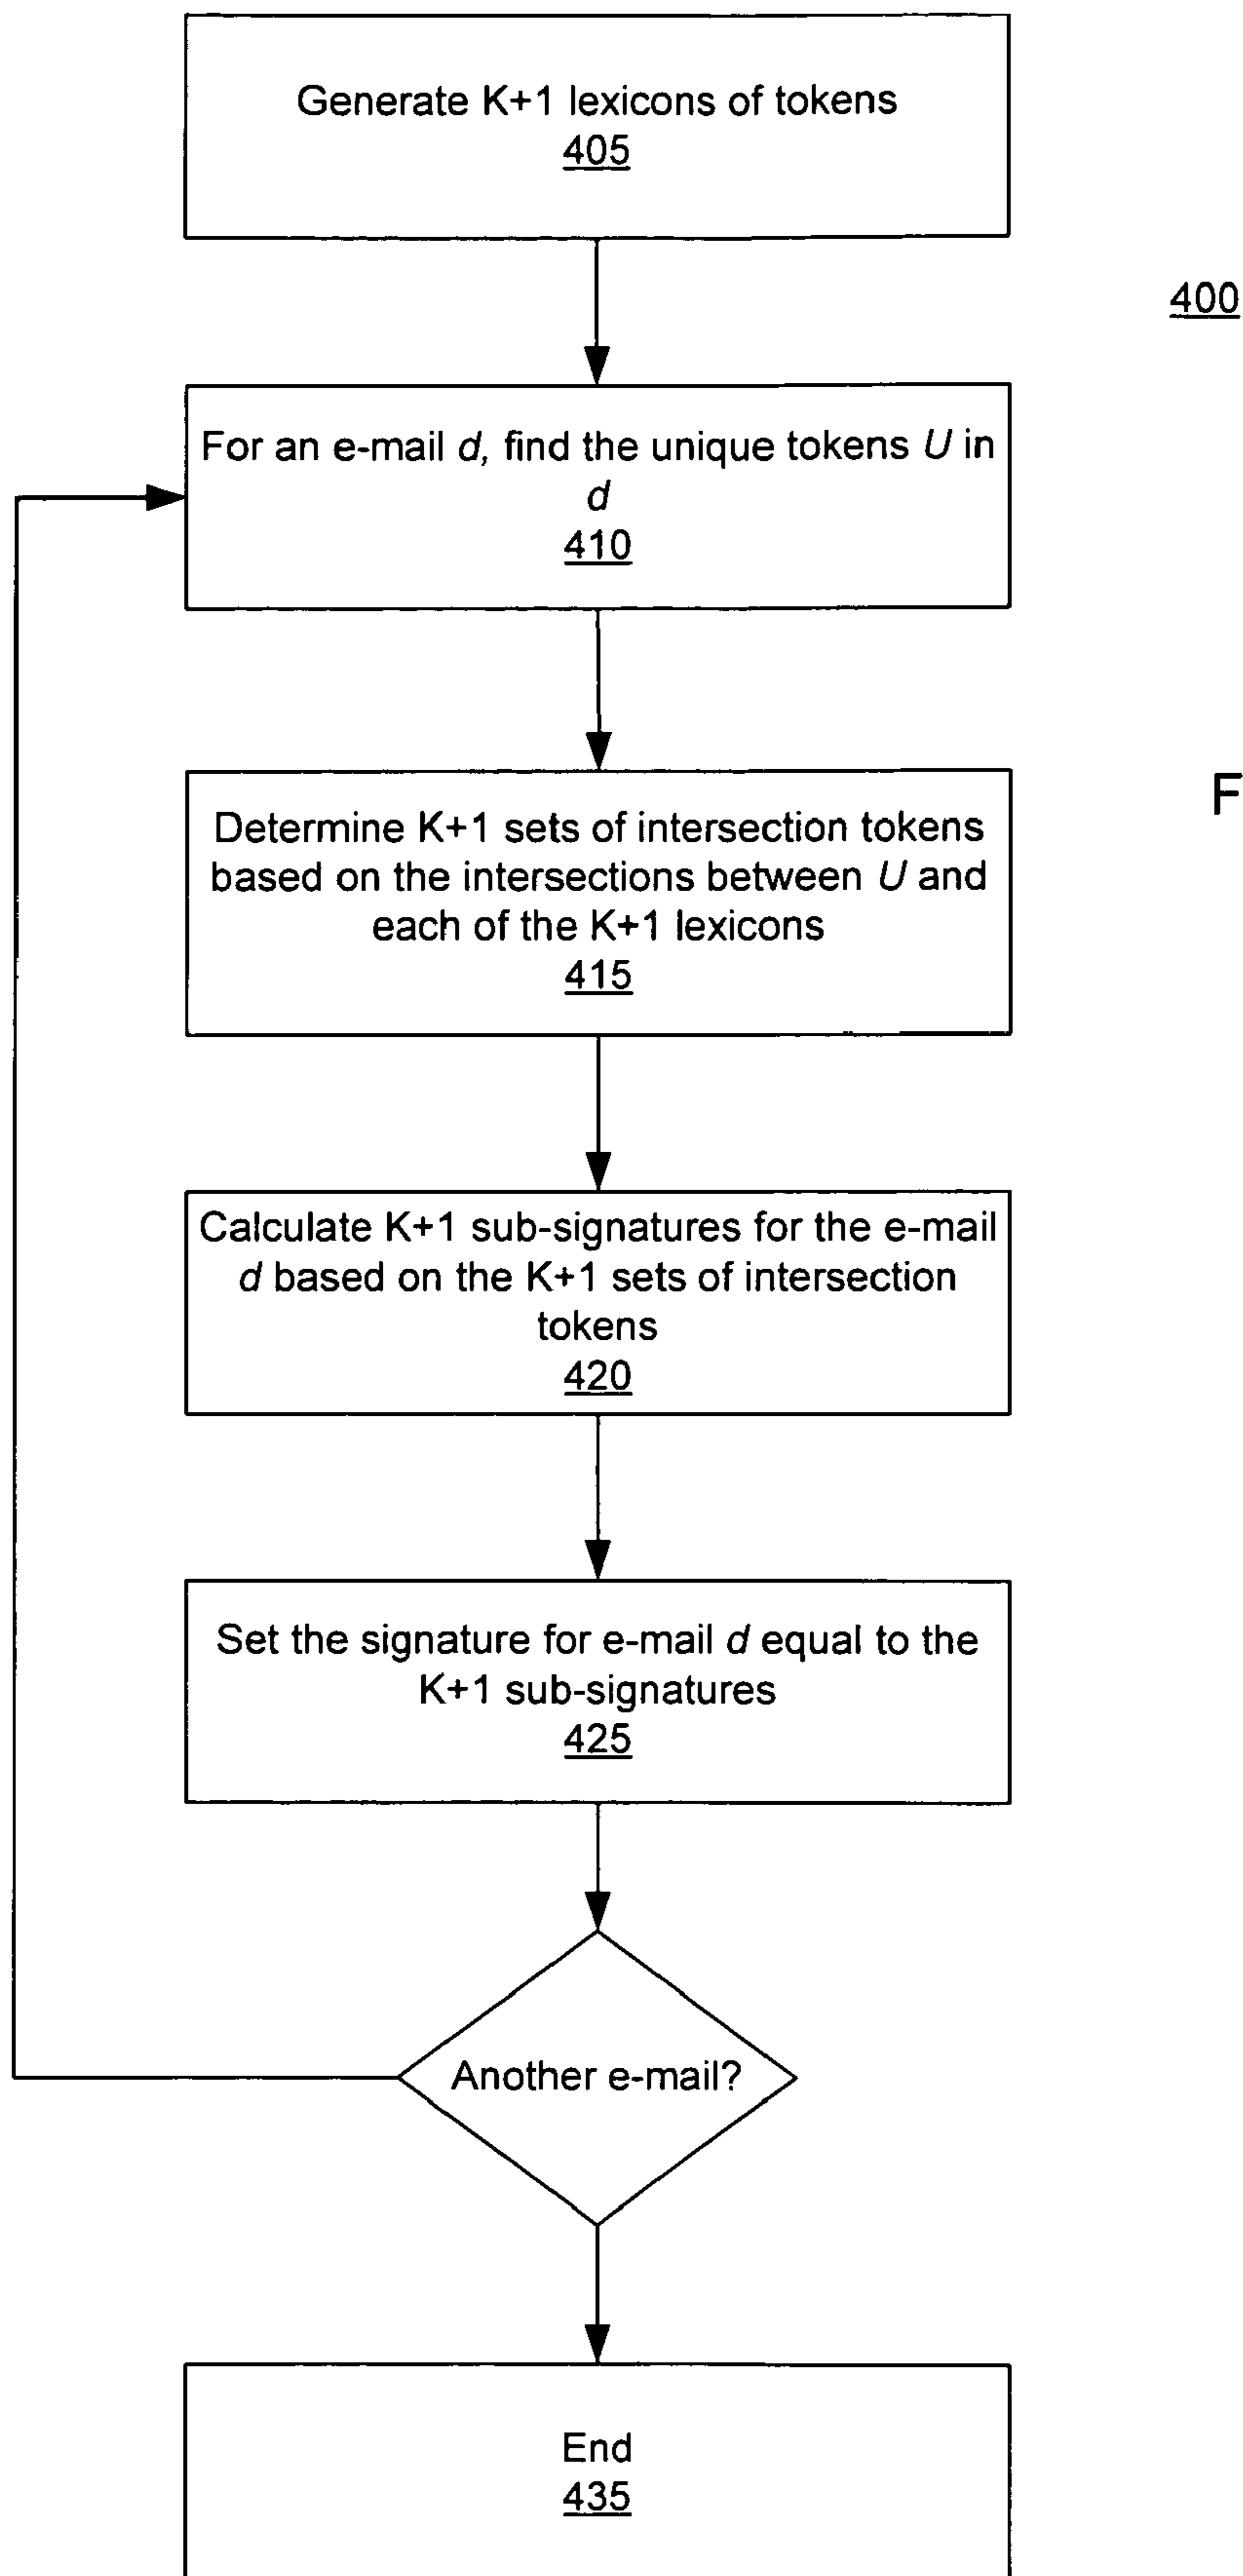 Generate K+1 lexicons of tokens
405
400
For an e-mail d, find the unique tokens U in
d
410
F
Determine K+1 sets of intersection tokens
based on the intersections between U and
each of the K+1 lexicons
415
Calculate K+1 sub-signatures for the e-mail
d based on the K+1 sets of intersection
tokens
420
Set the signature for e-mail d equal to the
K+1 sub-signatures
425
Another e-mail?
End
435